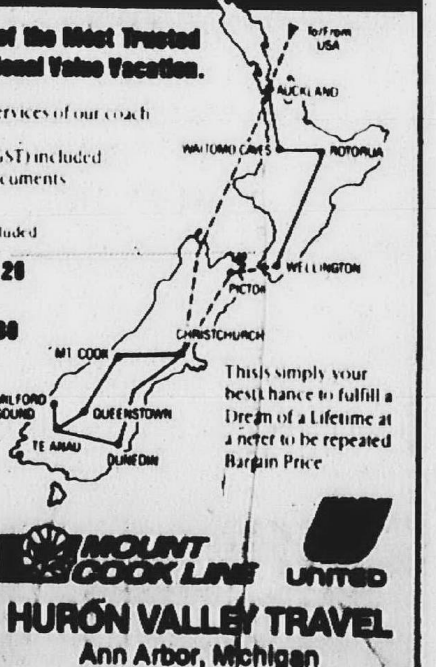 of the Most Trusted
ional Value Vacation.
ervices of our coach
GST) included
cuments
luded
20
To/From
USA
AUCKLAND
WAITOMO CAVES
ROTORUA
WELLINGTON
PICTON
CHRISTCHURCH
MT COOK
MILFORD
SOUND
QUEENSTOWN
TE ANAU
DUNEDIN
This is simply your
best chance to fulfill a
Dream of a Lifetime at
a never to be repeated
Bargain Price
MOUNT
COOK LINE
UNITED
HURON VALLEY TRAVEL
Ann Arbor, Michigan